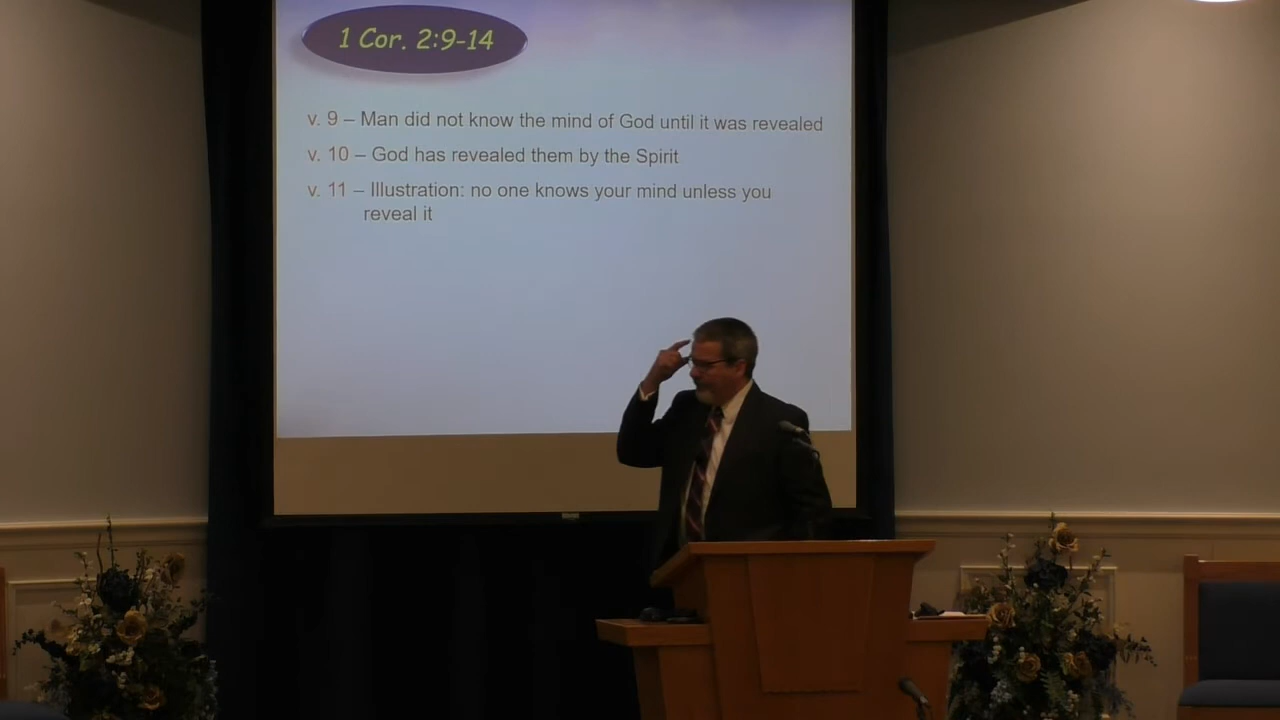 1 Cor. 2:9-14
v. 9 – Man did not know the mind of God until it was revealed
v. 10 – God has revealed them by the Spirit
v. 11 – Illustration: no one knows your mind unless you
reveal it